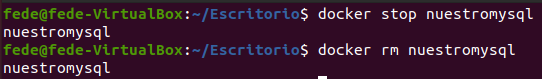 fede@fede-VirtualBox:~/Escritorio$ docker stop nuestromysql
nuestromysql
fede@fede-VirtualBox:~/Escritorio$ docker rm nuestromysql
nuestromysql